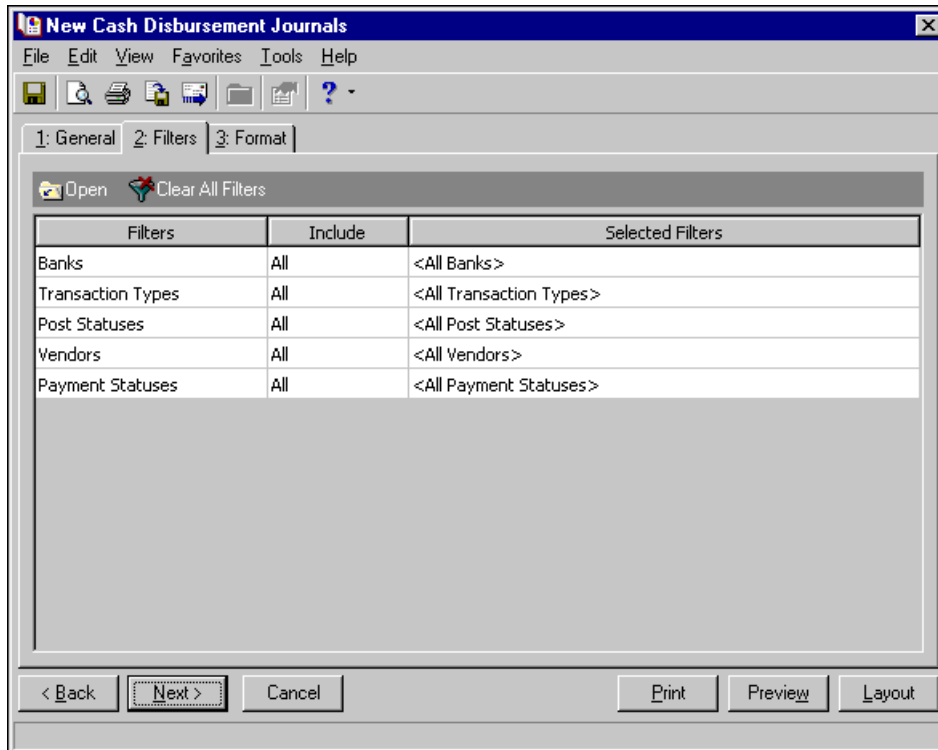 New Cash Disbursement Journals
File Edit View Favorites Tools Help
?
1: General 2: Filters 3: Format
Open Clear All Filters
Filters Include Selected Filters
Banks All <All Banks>
Transaction Types All <All Transaction Types>
Post Statuses All <All Post Statuses>
Vendors All <All Vendors>
Payment Statuses All <All Payment Statuses>
< Back Next > Cancel Print Preview Layout